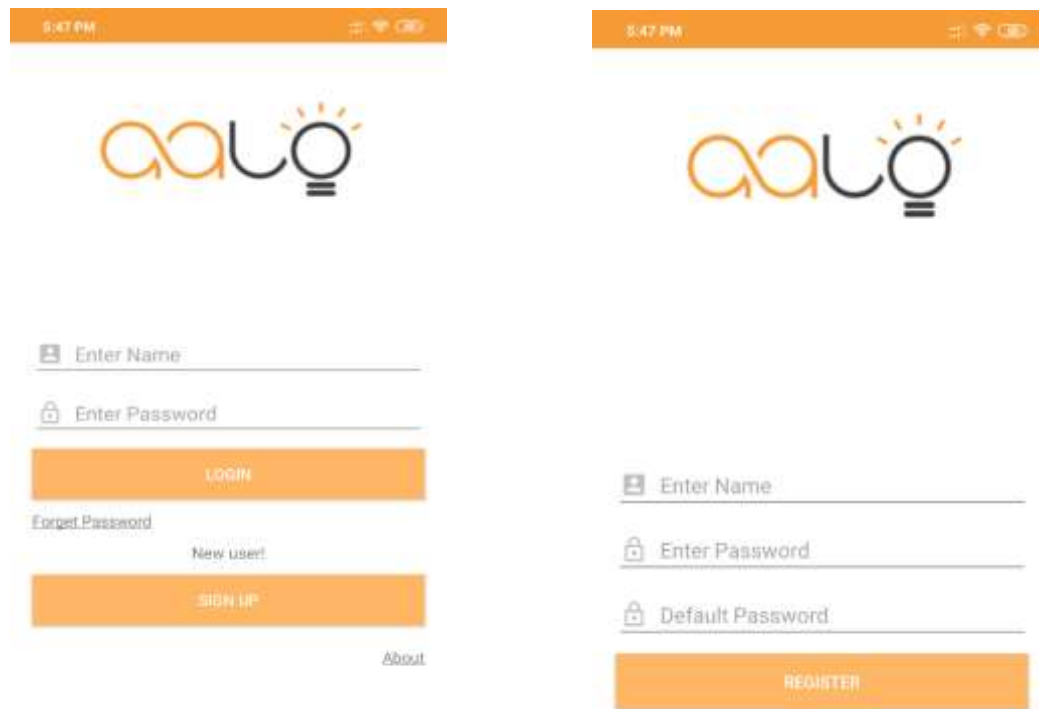 5:47 PM
aalo
Enter Name
Enter Password
LOGIN
Forget Password
New user!
SIGN UP
About
5:47 PM
aalo
Enter Name
Enter Password
Default Password
REGISTER